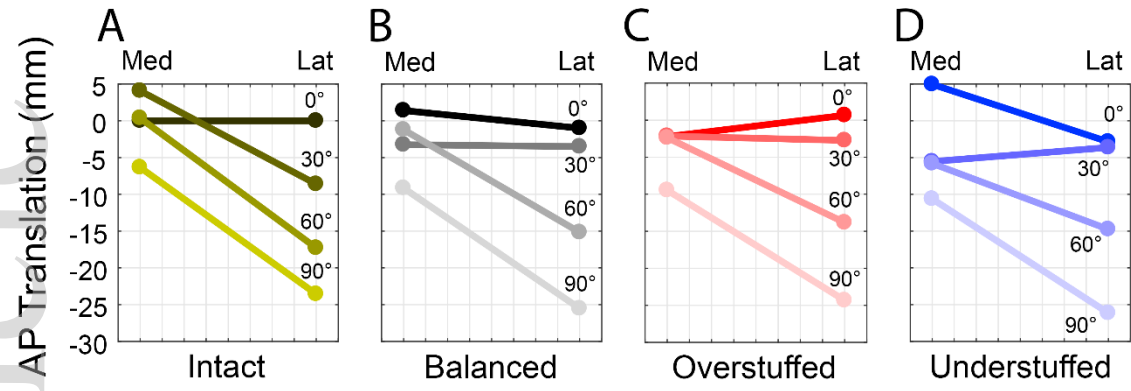 A
B
C
D
Med Lat
Med Lat
Med Lat
Med Lat
AP Translation (mm)
5
0
-5
-10
-15
-20
-25
-30
0°
30°
60°
90°
0°
30°
60°
90°
0°
30°
60°
90°
0°
30°
60°
90°
Intact
Balanced
Overstuffed
Understuffed